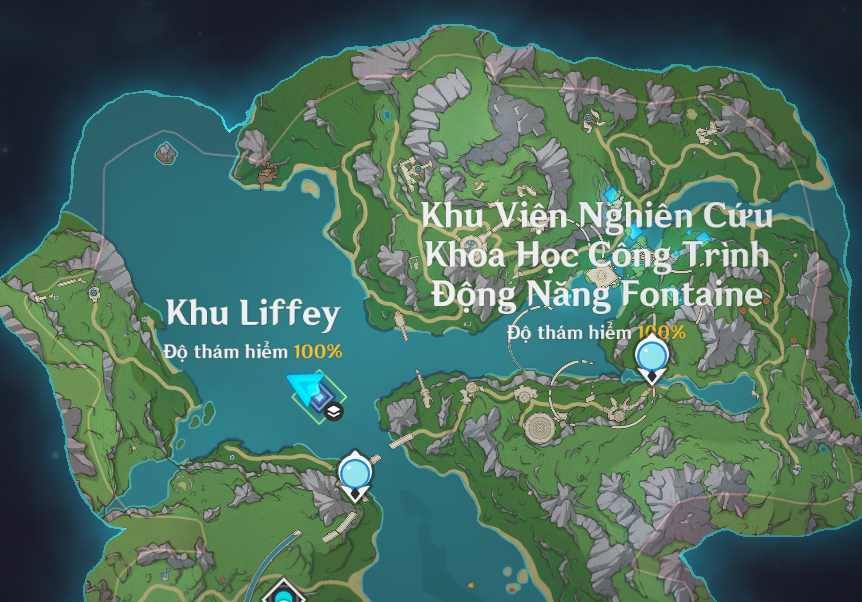 Khu Viên Nghiên Cứu
Khoa Học Công Trình
Động Năng Fontaine
Độ thám hiểm 100%
Khu Liffey
Độ thám hiểm 100%